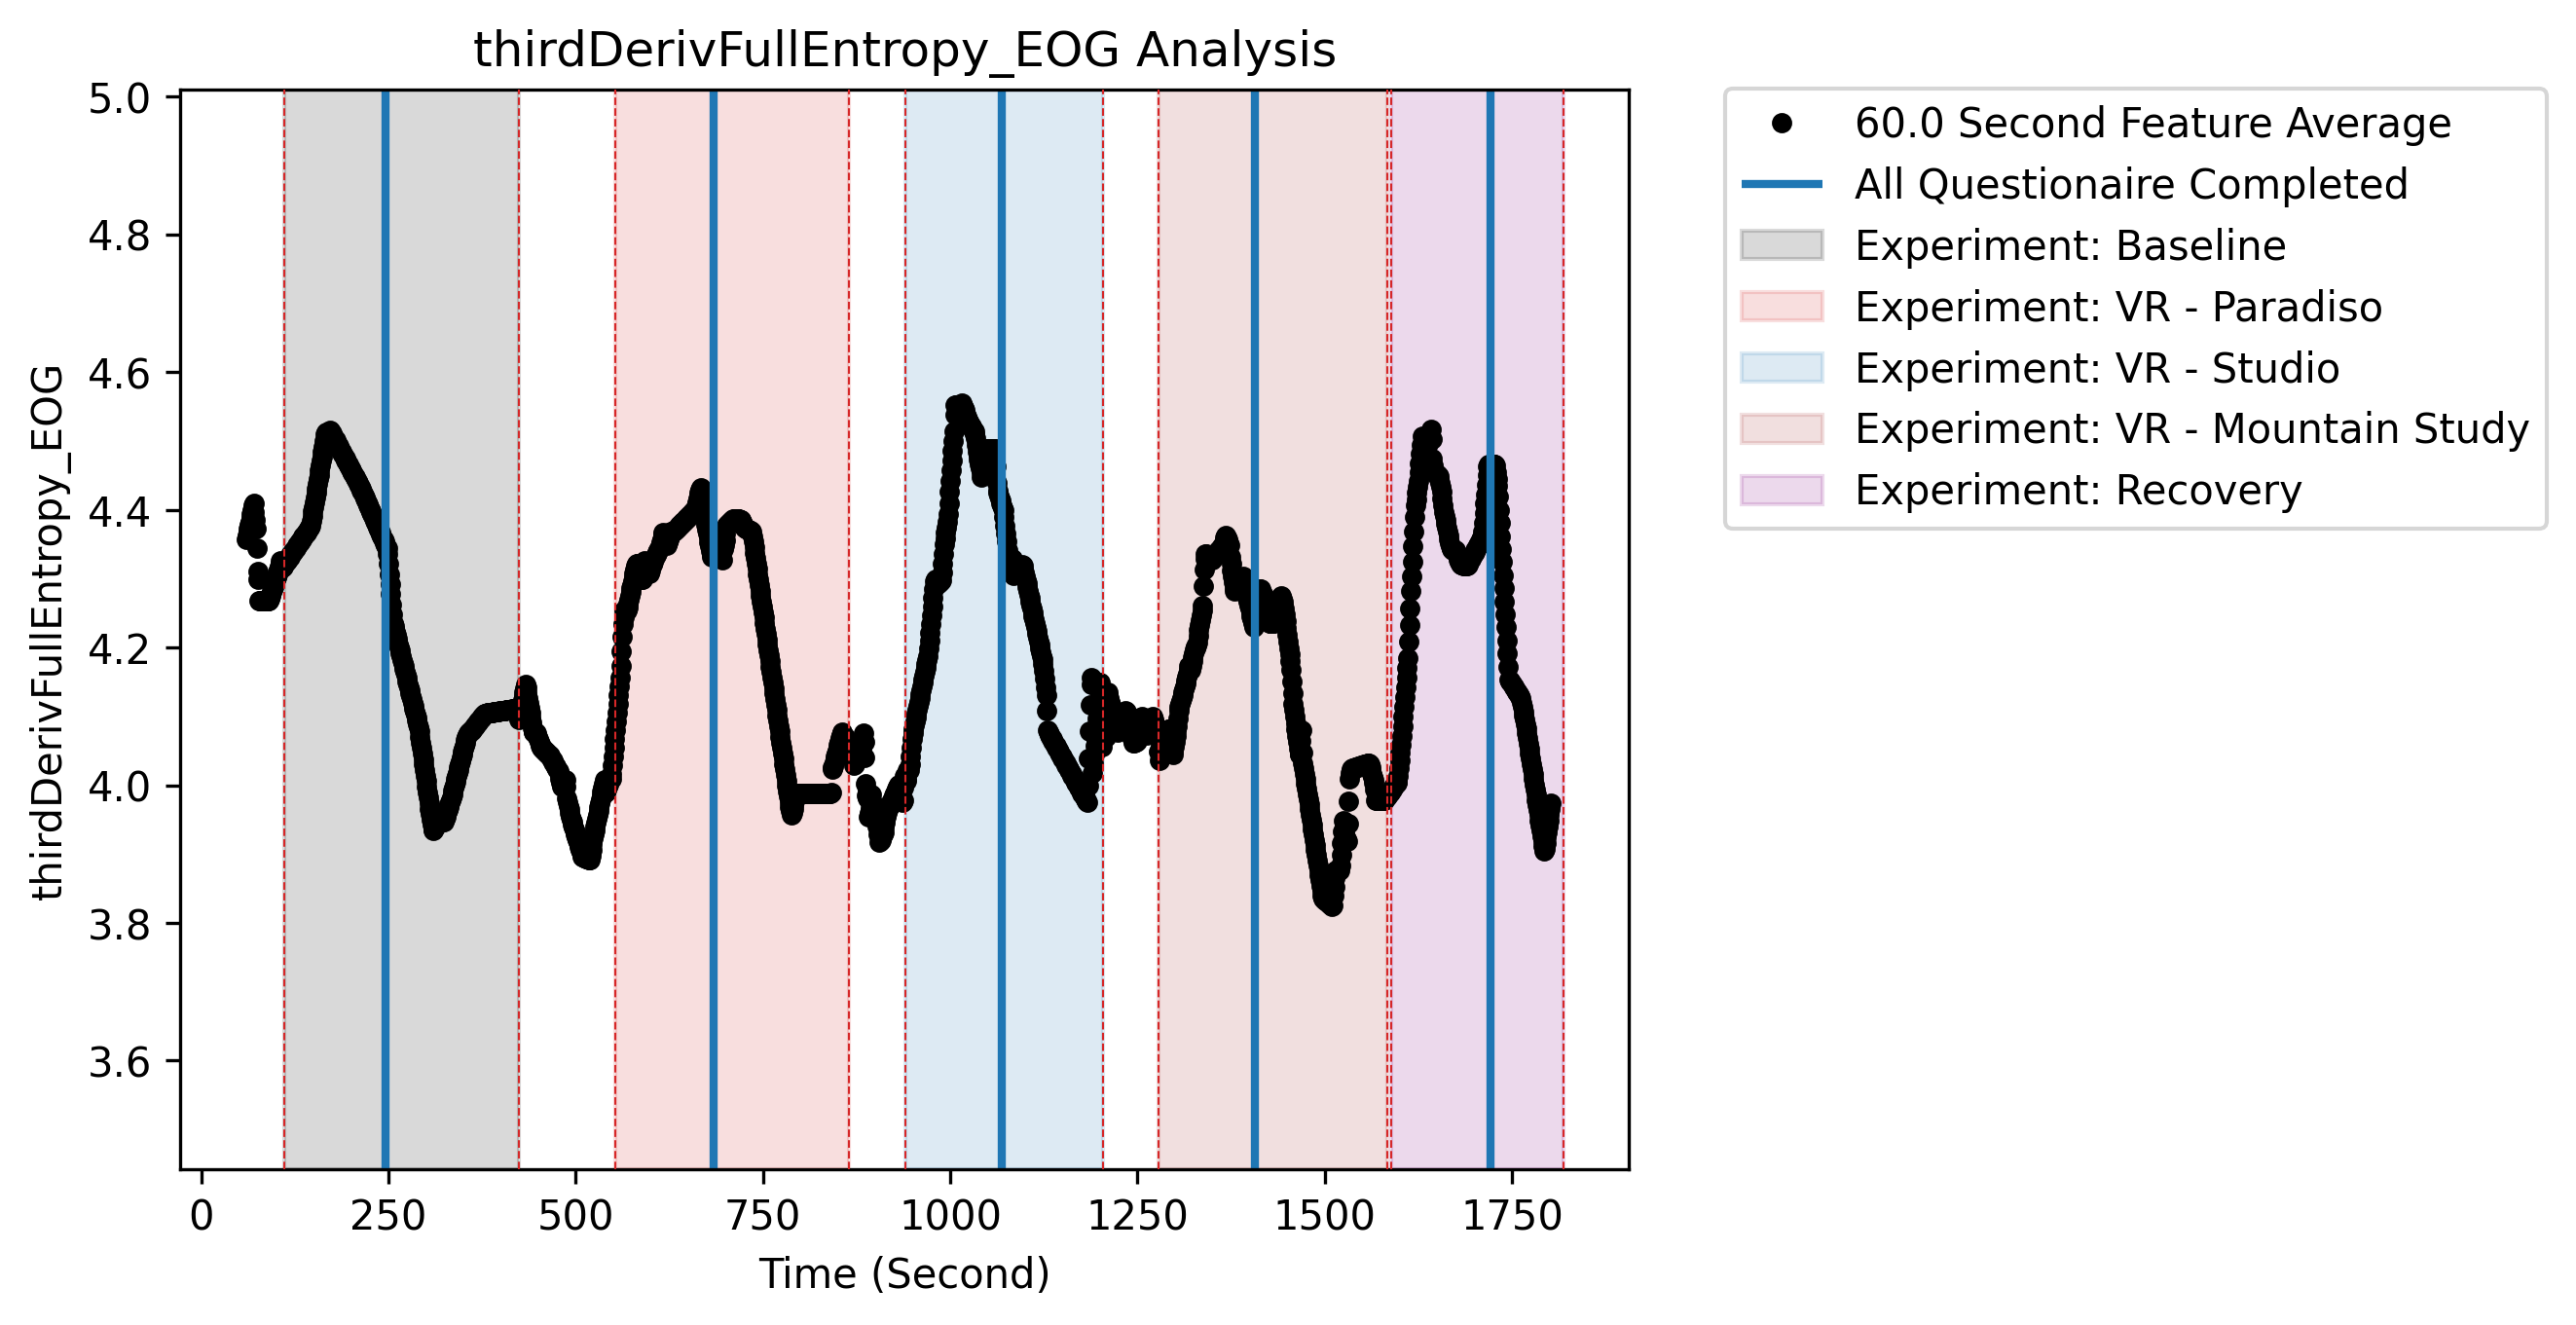 thirdDerivFullEntropy_EOG Analysis
5.0
4.8
4.6
4.4
4.2
4.0
3.8
3.6
thirdDerivFullEntropy_EOG
0 250 500 750 1000 1250 1500 1750
Time (Second)
60.0 Second Feature Average
All Questionaire Completed
Experiment: Baseline
Experiment: VR - Paradiso
Experiment: VR - Studio
Experiment: VR - Mountain Study
Experiment: Recovery